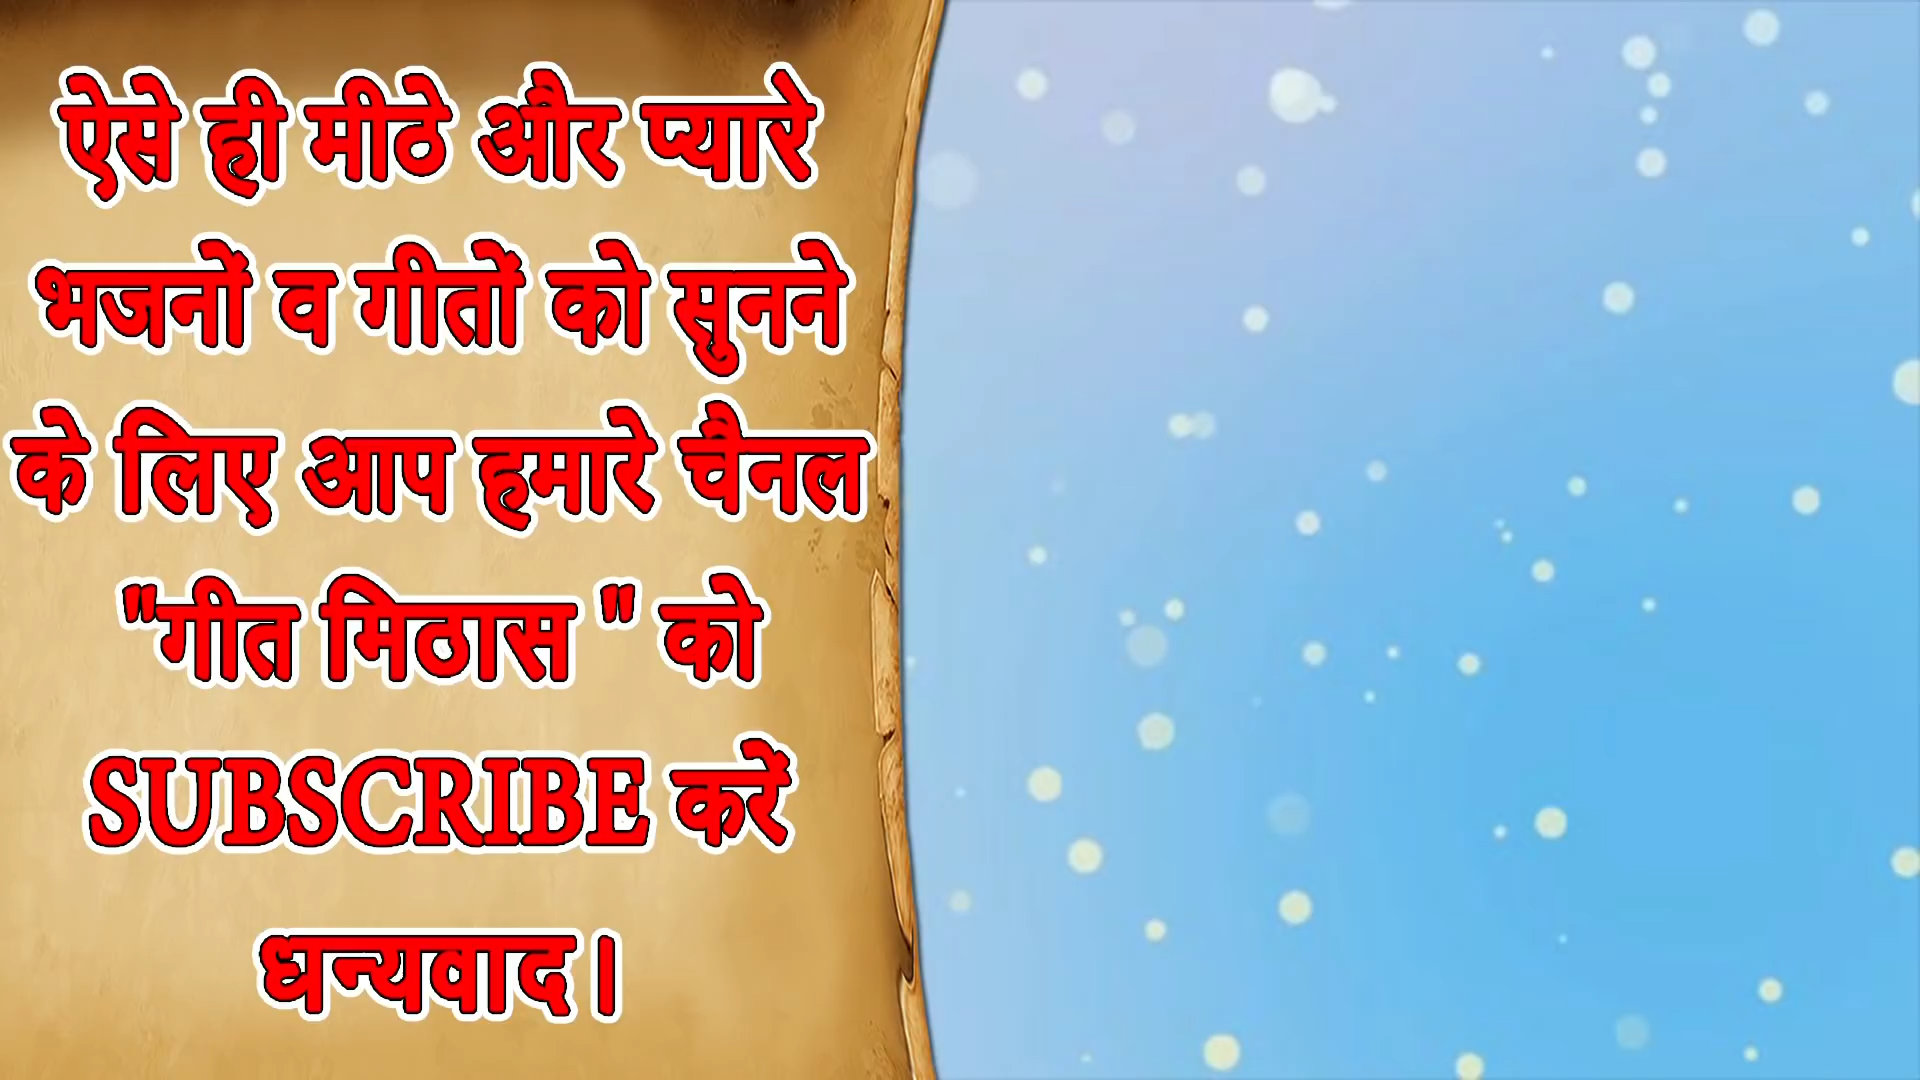 ऐसे ही मीठे और प्यारे
भजनों व गीतों को सुनने
के लिए आप हमारे चैनल
"गीत मिठास " को
SUBSCRIBE करें
धन्यवाद।